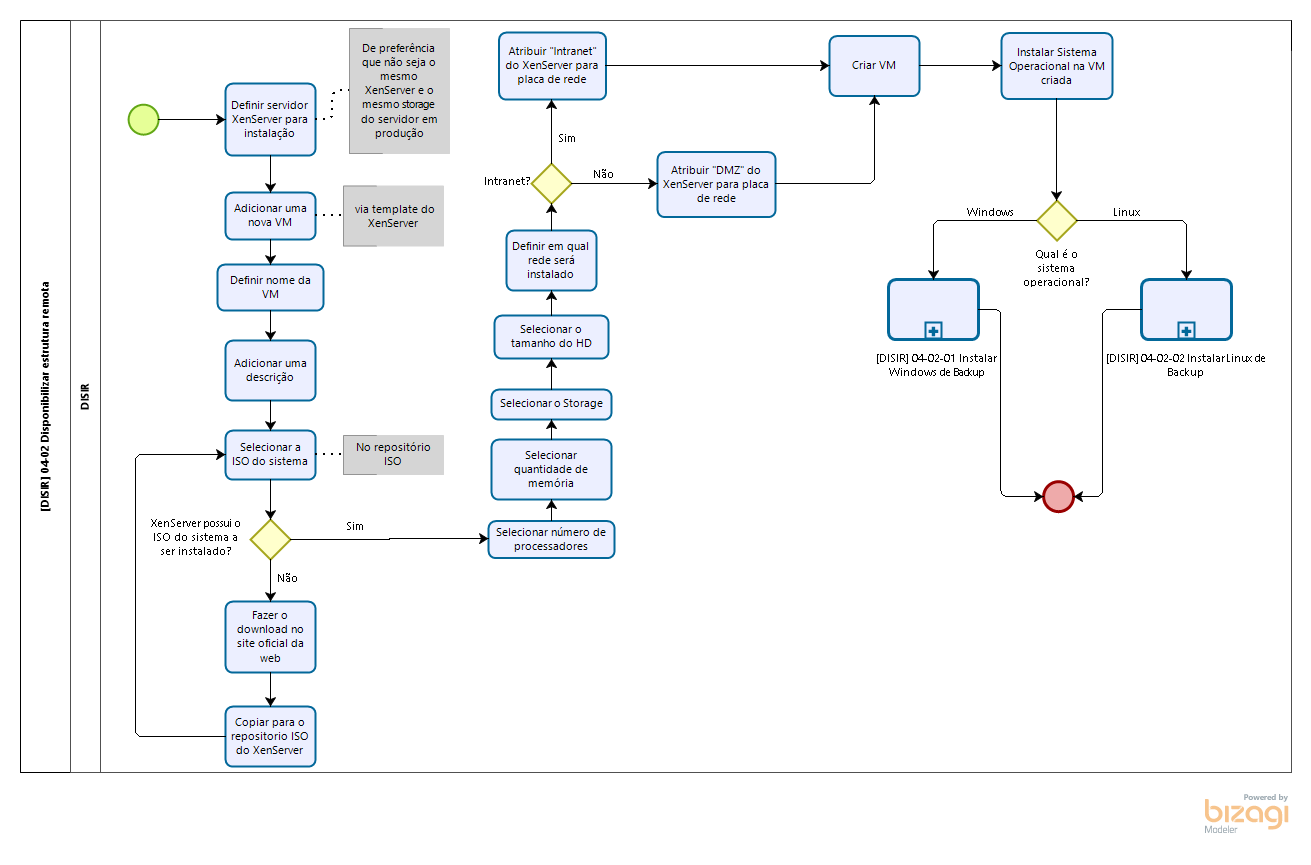 [DISIR] 04-02 Disponibilizar estrutura remota
DISIR
Definir servidor
XenServer para
instalação
De preferência
que não seja o
mesmo
XenServer e o
mesmo storage
do servidor em
produção
Adicionar uma
nova VM
via template do
XenServer
Definir nome da
VM
Adicionar uma
descrição
Selecionar a
ISO do sistema
No repositório
ISO
XenServer possui o
ISO do sistema a
ser instalado?
Sim
Não
Fazer o
download no
site oficial da
web
Copiar para o
repositorio ISO
do XenServer
Selecionar número de
processadores
Selecionar
quantidade de
memória
Selecionar o Storage
Selecionar o
tamanho do HD
Definir em qual
rede será
instalado
Intranet?
Sim
Não
Atribuir "Intranet"
do XenServer para
placa de rede
Atribuir "DMZ" do
XenServer para placa
de rede
Criar VM
Instalar Sistema
Operacional na VM
criada
Qual é o
sistema
operacional?
Windows
Linux
[DISIR] 04-02-01 Instalar
Windows de Backup
[DISIR] 04-02-02 Instalar Linux de
Backup
Powered by
bizagi
Modeler